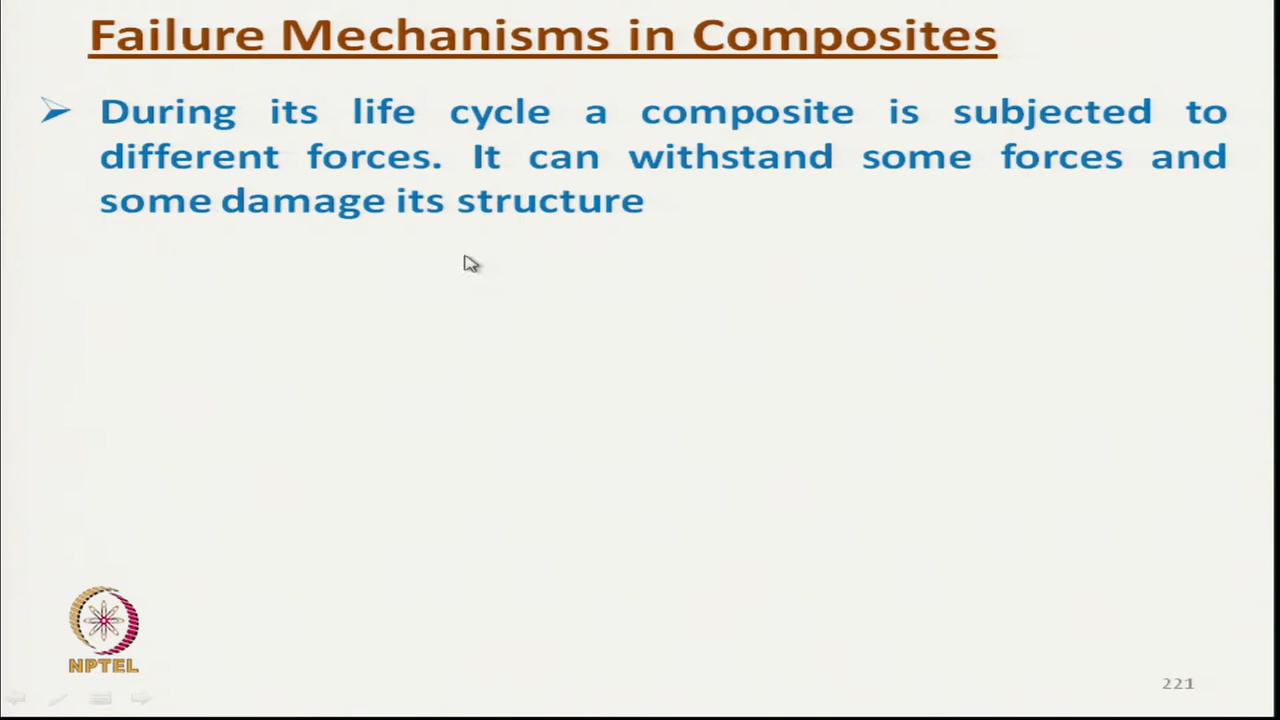 Failure Mechanisms in Composites
During its life cycle a composite is subjected to
different forces. It can withstand some forces and
some damage its structure
NPTEL
221